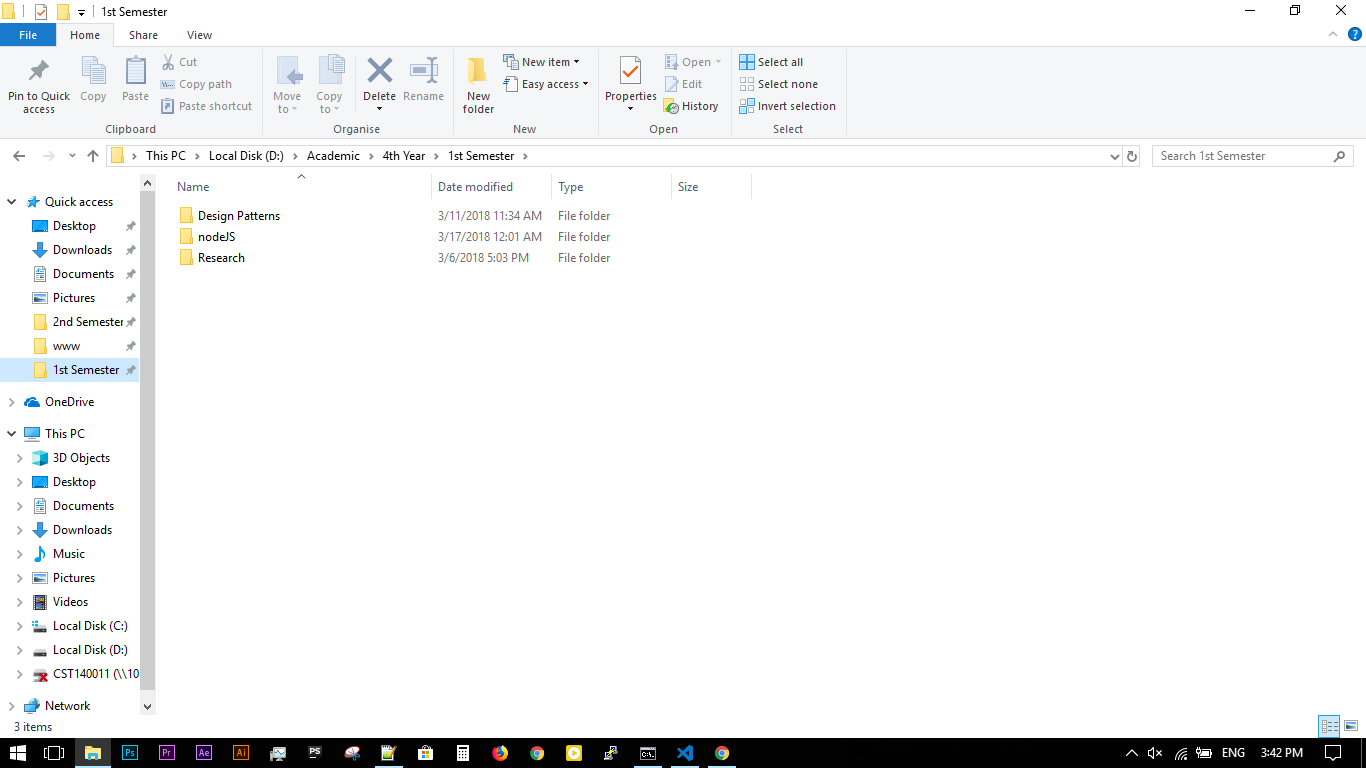 1st Semester
File Home Share View
Pin to Quick access
Copy
Paste
Cut
Copy path
Paste shortcut
Clipboard
Move to
Copy to
Delete
Rename
Organise
New folder
New item
Easy access
New
Properties
Open
Edit
History
Open
Select all
Select none
Invert selection
Select
This PC Local Disk (D:) Academic 4th Year 1st Semester
Search 1st Semester
Quick access
Desktop
Downloads
Documents
Pictures
2nd Semester
www
1st Semester
OneDrive
This PC
3D Objects
Desktop
Documents
Downloads
Music
Pictures
Videos
Local Disk (C:)
Local Disk (D:)
CST140011 (\\10
Network
Name Date modified Type Size
Design Patterns 3/11/2018 11:34 AM File folder
nodeJS 3/17/2018 12:01 AM File folder
Research 3/6/2018 5:03 PM File folder
3 items
Ps Pr Ae Ai PS
ENG 3:42 PM